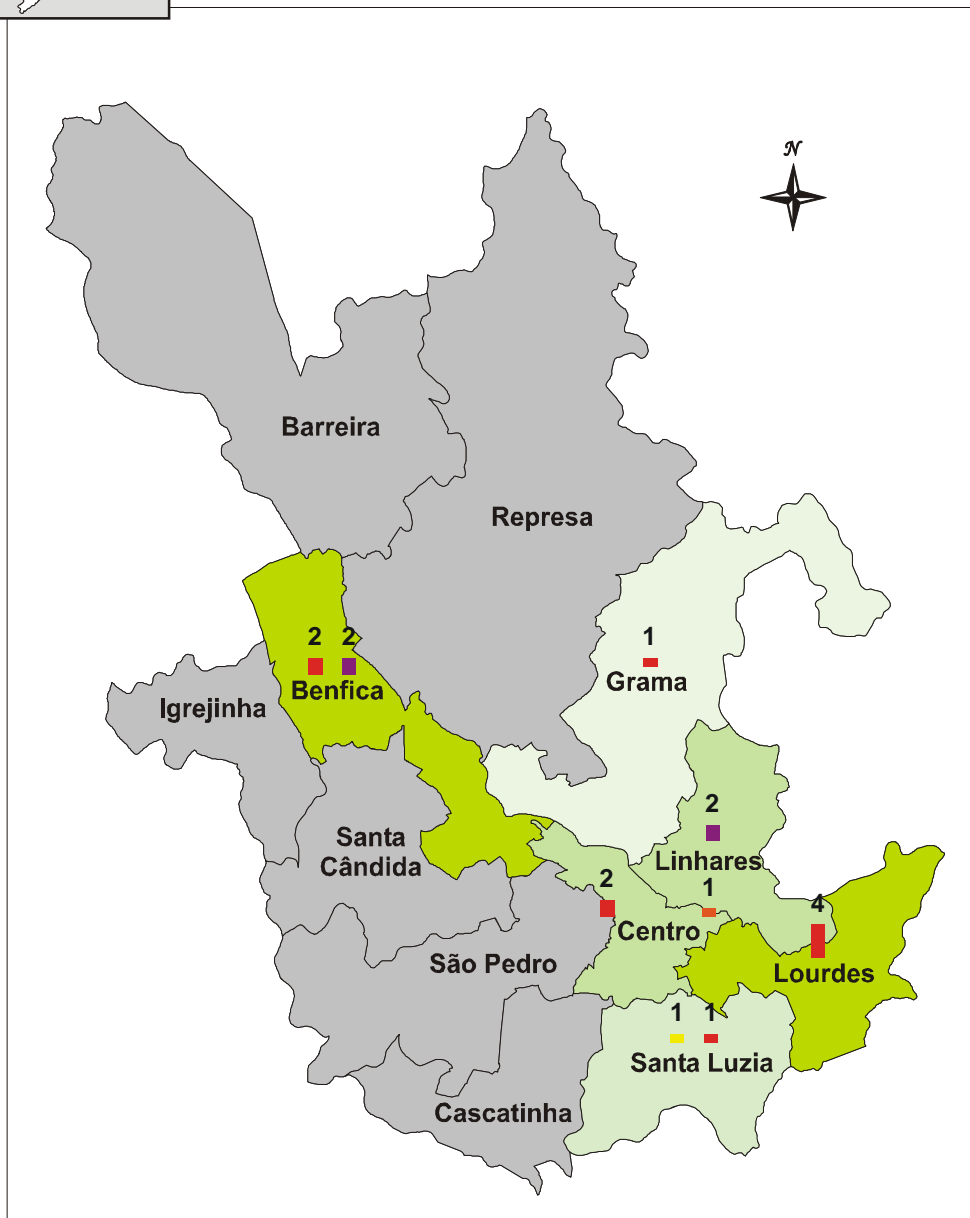 N
Barreira
Represa
2 2
Benfica
1
Grama
Igrejinha
2
Linhares
Santa
Cândida
2
1
4
Centro
São Pedro
Lourdes
1 1
Santa Luzia
Cascatinha